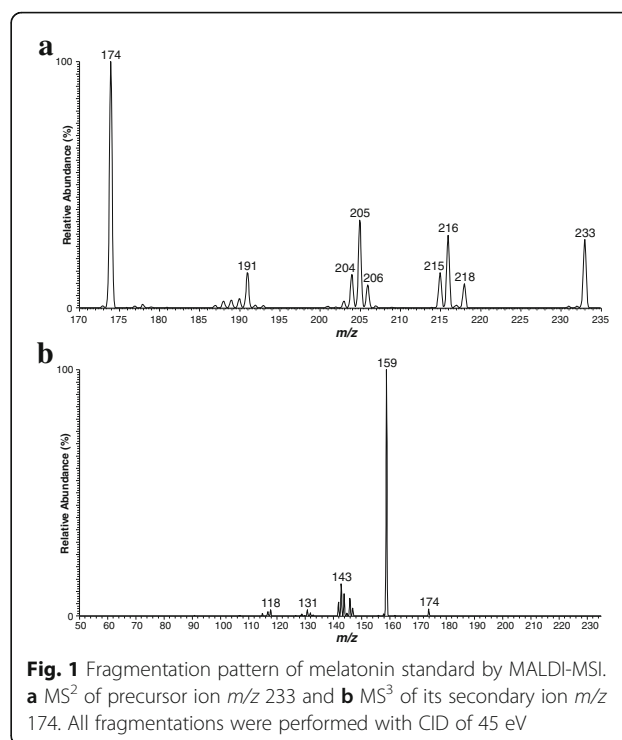 a
100
174
Relative Abundance (%)
205
216
233
191
204
206
215
218
0
170 175 180 185 190 195 200 205 210 215 220 225 230 235
m/z
b
100
159
Relative Abundance (%)
143
118
131
174
0
50 60 70 80 90 100 110 120 130 140 150 160 170 180 190 200 210 220 230
m/z
Fig. 1 Fragmentation pattern of melatonin standard by MALDI-MSI.
a MS² of precursor ion m/z 233 and b MS³ of its secondary ion m/z
174. All fragmentations were performed with CID of 45 eV